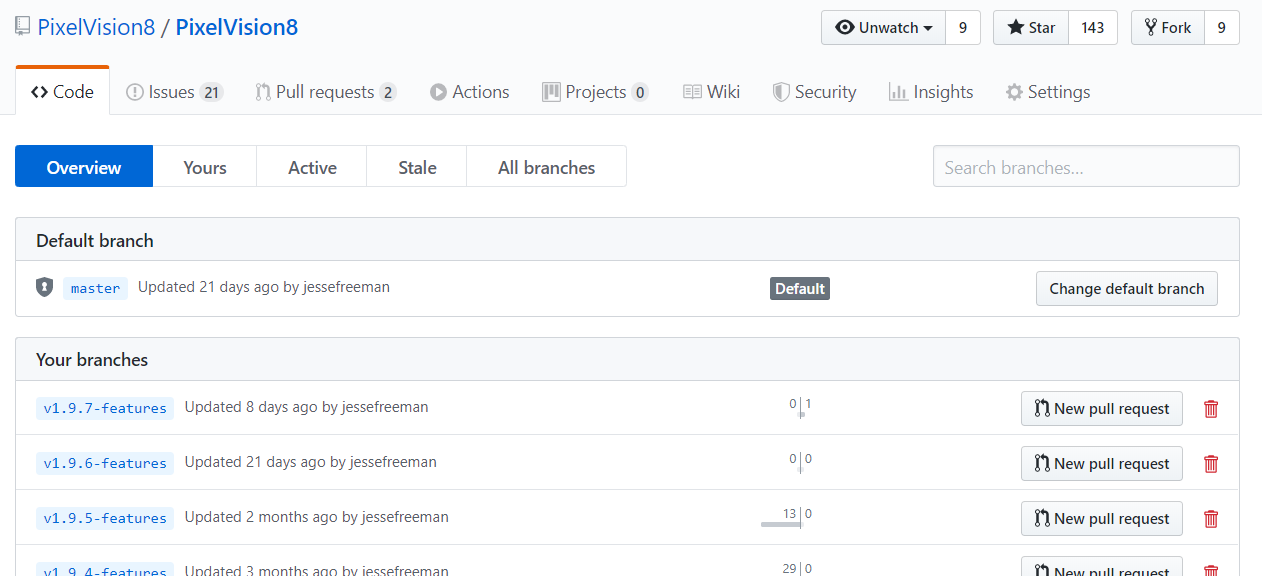 PixelVision8 / PixelVision8 Unwatch 9 Star 143 Fork 9
Code Issues 21 Pull requests 2 Actions Projects 0 Wiki Security Insights Settings
Overview Yours Active Stale All branches Search branches...
Default branch
master Updated 21 days ago by jessefreeman Default Change default branch
Your branches
v1.9.7-features Updated 8 days ago by jessefreeman 0 1 New pull request
v1.9.6-features Updated 21 days ago by jessefreeman 0 0 New pull request
v1.9.5-features Updated 2 months ago by jessefreeman 13 0 New pull request
v1.9.4-features Updated 3 months ago by jessefreeman 29 0 New pull request